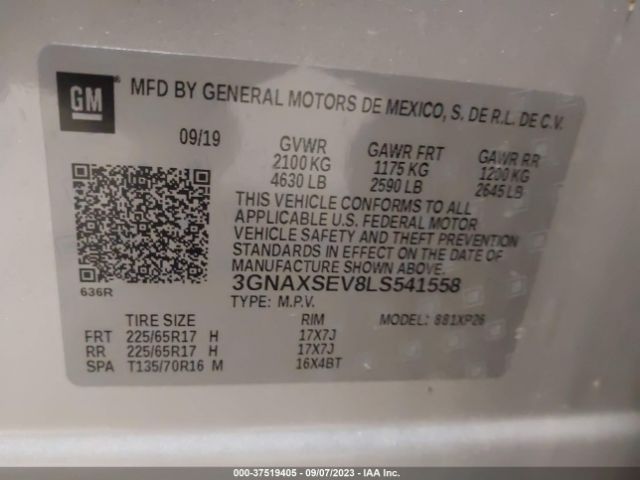 GM
MFD BY GENERAL MOTORS DE MEXICO, S. DE R.L. DE C.V.
09/19
GVWR GAWR FRT GAWR RR
2100 KG 1175 KG 1200 KG
4630 LB 2590 LB 2645 LB
THIS VEHICLE CONFORMS TO ALL
APPLICABLE U.S. FEDERAL MOTOR
VEHICLE SAFETY AND THEFT PREVENTION
STANDARDS IN EFFECT ON THE DATE OF
MANUFACTURE SHOWN ABOVE.
636R
3GNAXSEV8LS541558
TYPE: M.P.V.
TIRE SIZE RIM MODEL: 881XP26
FRT 225/65R17 H 17X7J
RR 225/65R17 H 17X7J
SPA T135/70R16 M 16X4BT
000-37519405 - 09/07/2023 - IAA Inc.